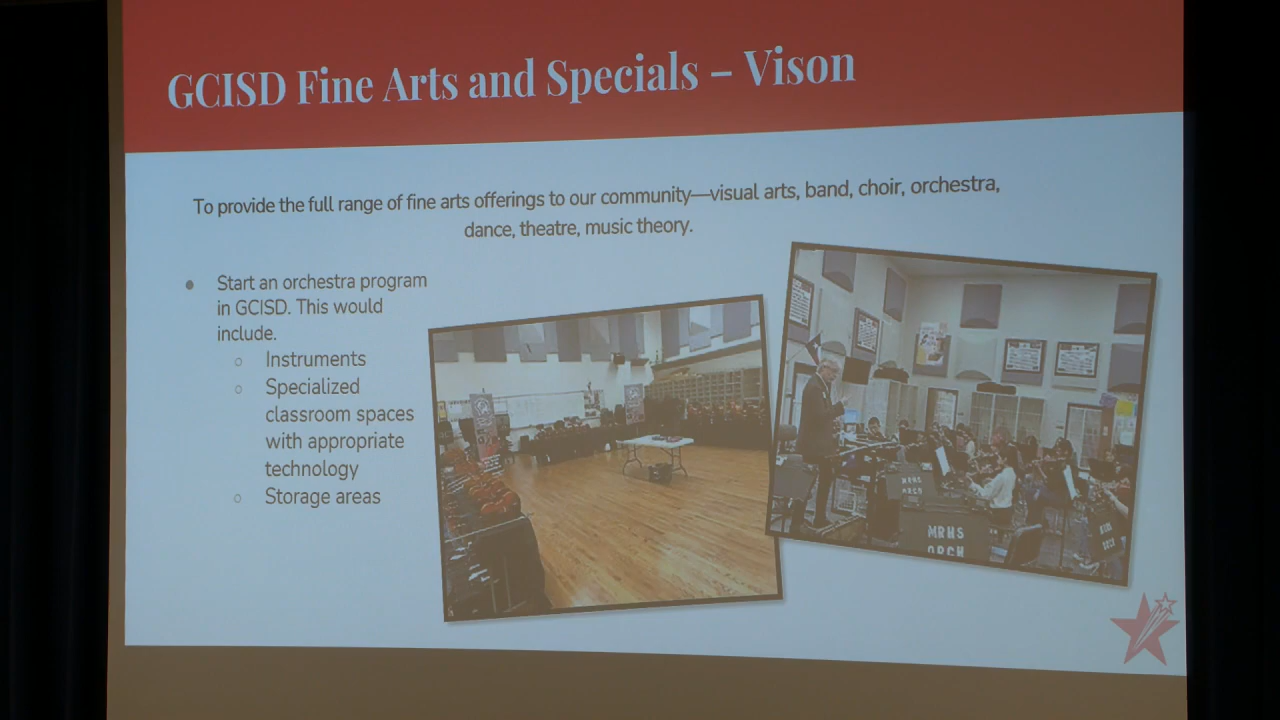 GCISD Fine Arts and Specials – Vison
To provide the full range of fine arts offerings to our community—visual arts, band, choir, orchestra,
dance, theatre, music theory.
● Start an orchestra program
in GCISD. This would
include.
○ Instruments
○ Specialized
classroom spaces
with appropriate
technology
○ Storage areas
MRHS
ORCH
MRHS
ORCH